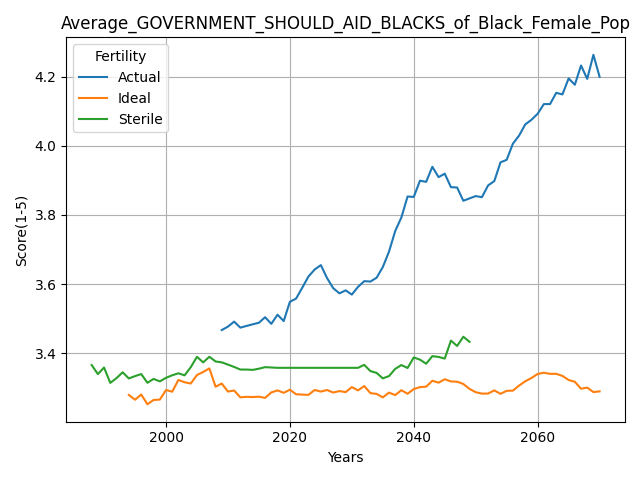 Average_GOVERNMENT_SHOULD_AID_BLACKS_of_Black_Female_Pop
Fertility
Actual
Ideal
Sterile
Score(1-5)
4.2
4.0
3.8
3.6
3.4
2000 2020 2040 2060
Years